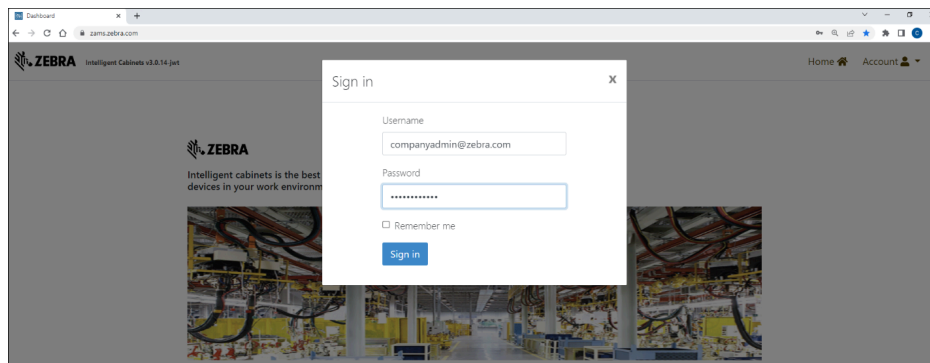 Dashboard
zams.zebra.com
ZEBRA Intelligent Cabinets v3.0.14-jwt
Home Account
Sign in X
Username
companyadmin@zebra.com
Password
••••••••••••
Remember me
Sign in
ZEBRA
Intelligent cabinets is the best
devices in your work environm